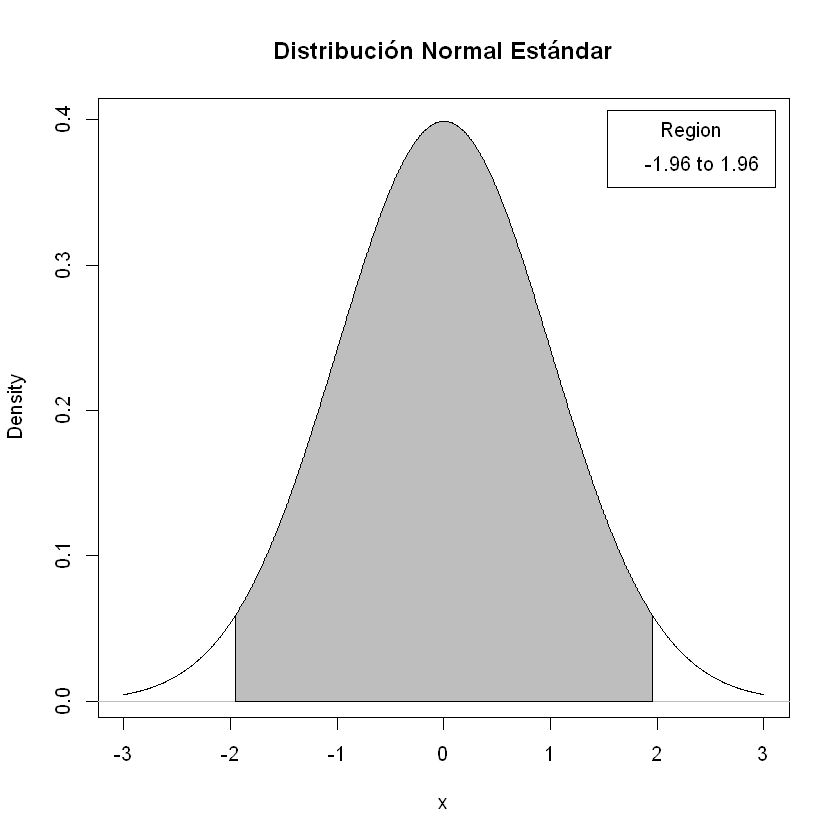 Distribución Normal Estándar
Region
-1.96 to 1.96
0.4
0.3
0.2
0.1
0.0
Density
-3 -2 -1 0 1 2 3
x